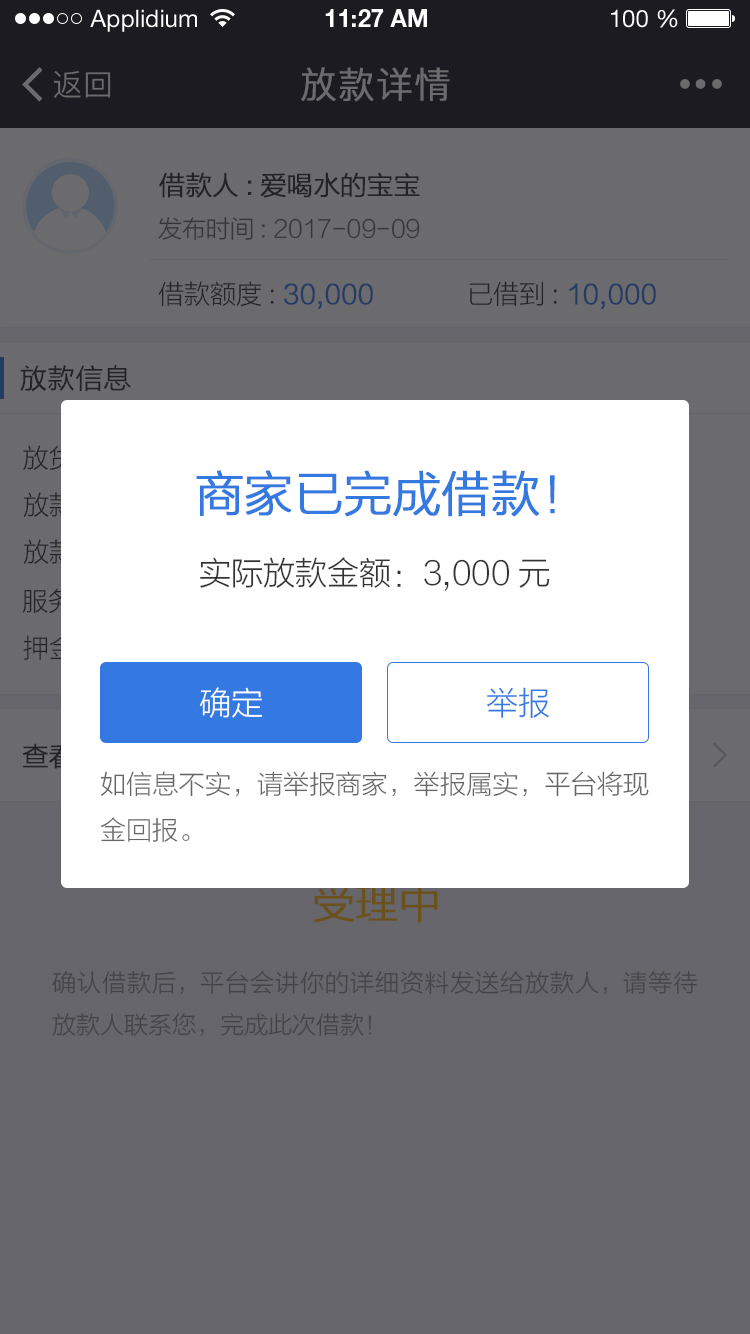 Applidium 11:27 AM 100 %
返回 放款详情
借款人 : 爱喝水的宝宝
发布时间 : 2017-09-09
借款额度 : 30,000 已借到 : 10,000
放款信息
放
放
放
服务
押
查看
商家已完成借款！
实际放款金额：3,000 元
确定 举报
如信息不实，请举报商家，举报属实，平台将现
金回报。
受理中
确认借款后，平台会讲你的详细资料发送给放款人，请等待
放款人联系您，完成此次借款！